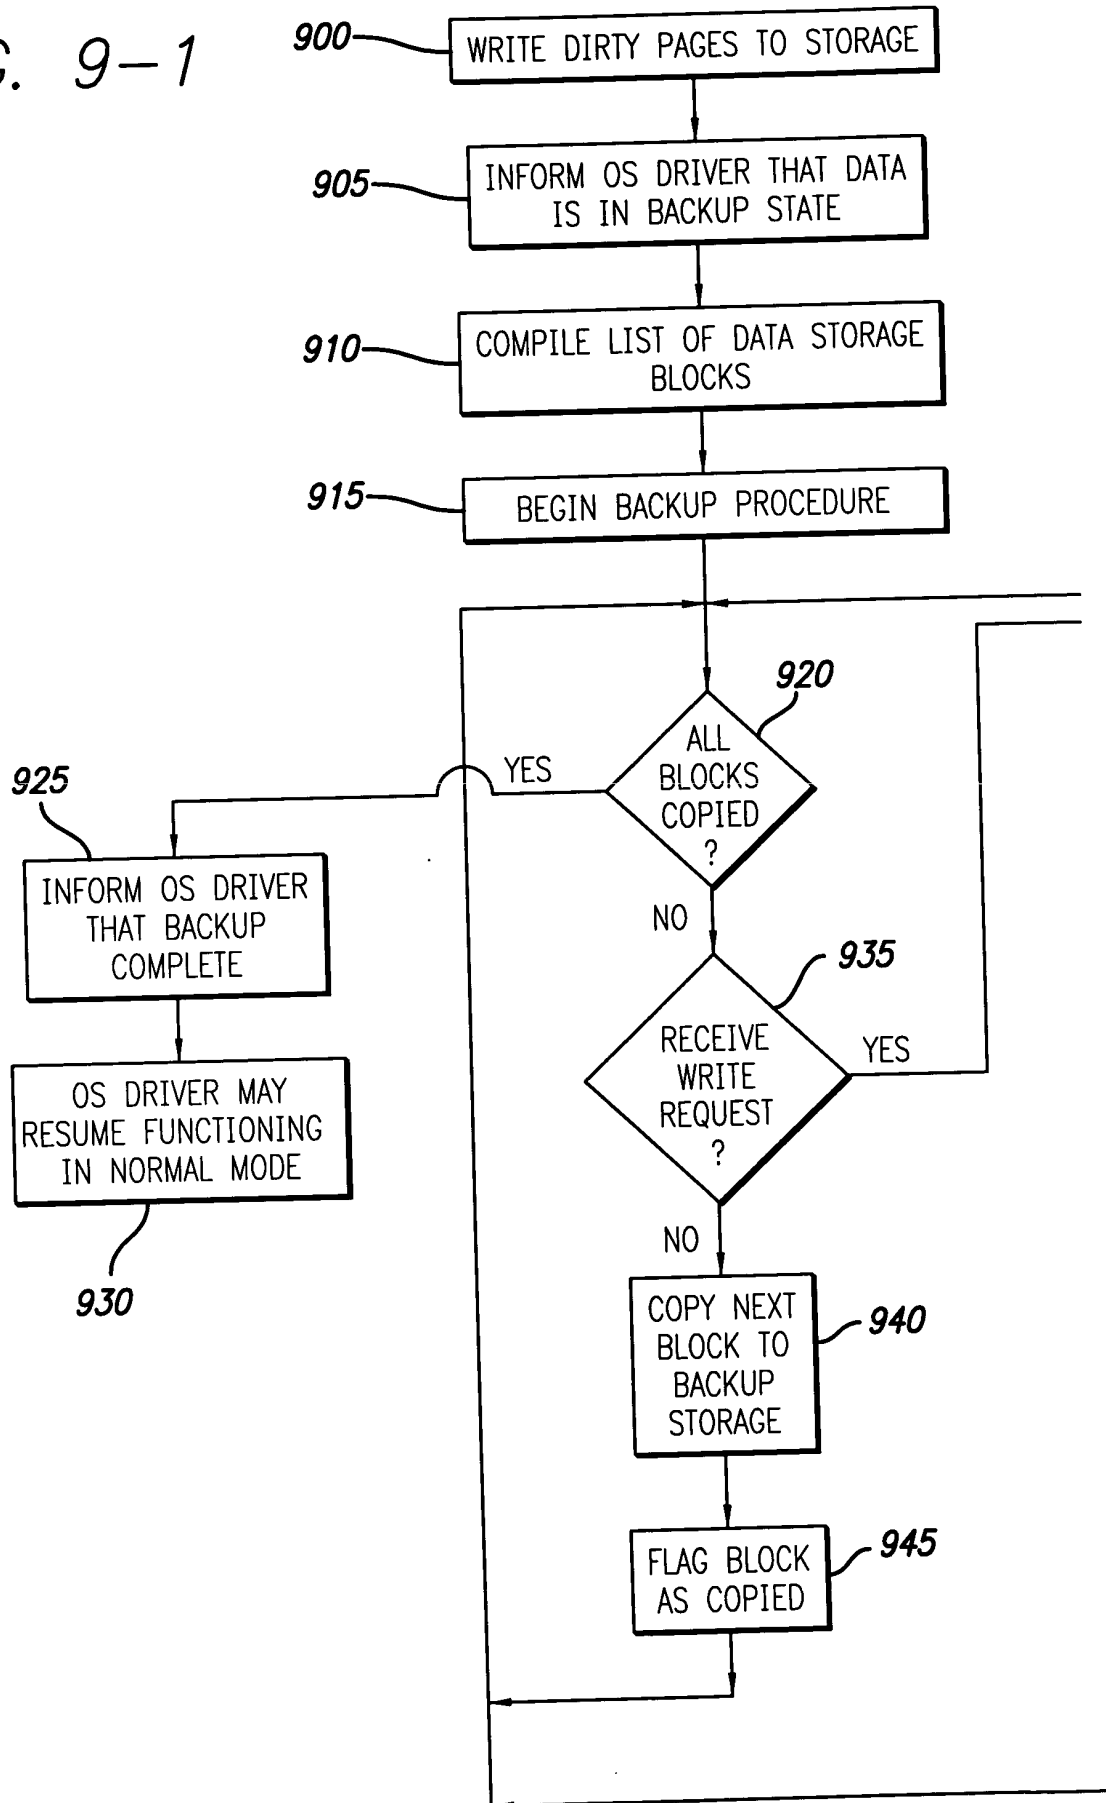 G. 9-1
900
WRITE DIRTY PAGES TO STORAGE
905
INFORM OS DRIVER THAT DATA
IS IN BACKUP STATE
910
COMPILE LIST OF DATA STORAGE
BLOCKS
915
BEGIN BACKUP PROCEDURE
920
ALL
BLOCKS
COPIED
?
YES
NO
925
INFORM OS DRIVER
THAT BACKUP
COMPLETE
OS DRIVER MAY
RESUME FUNCTIONING
IN NORMAL MODE
930
935
RECEIVE
WRITE
REQUEST
?
YES
NO
COPY NEXT
BLOCK TO
BACKUP
STORAGE
940
FLAG BLOCK
AS COPIED
945